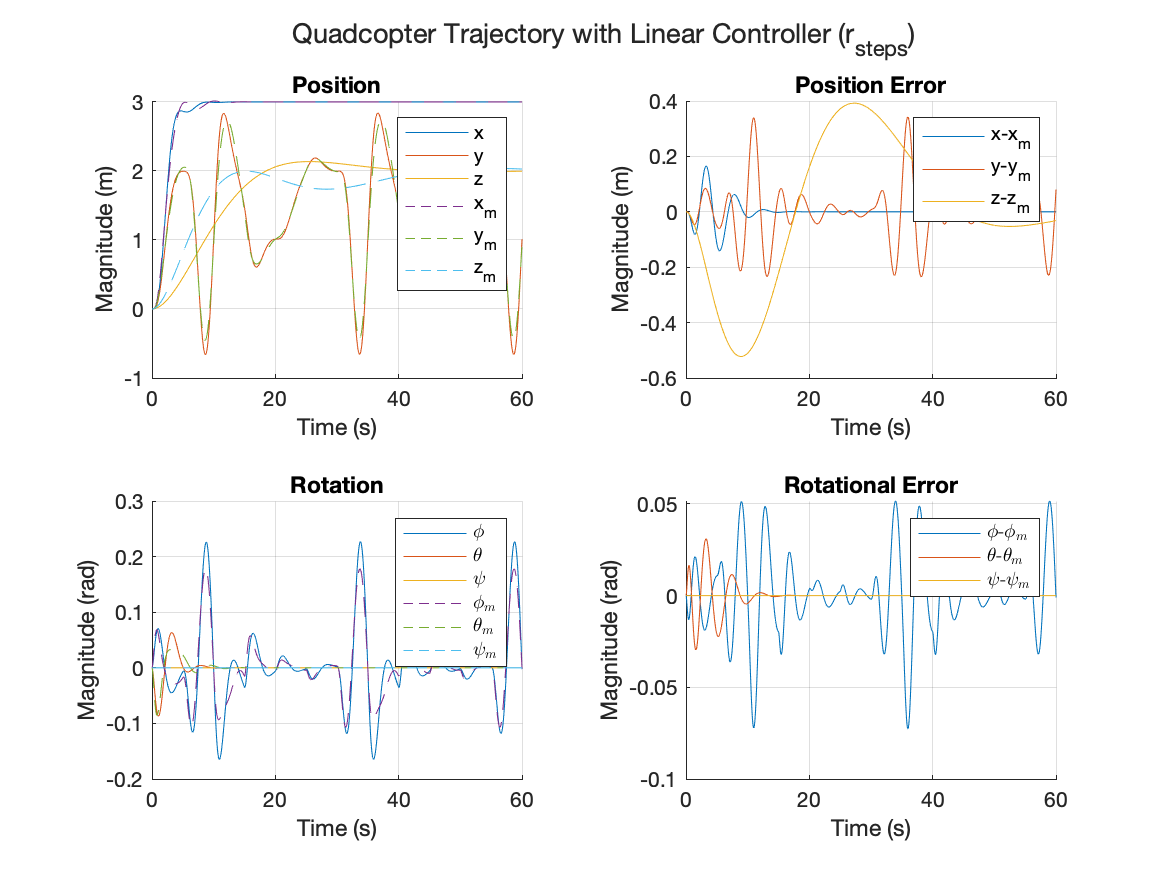 Quadcopter Trajectory with Linear Controller (r_steps)
Position
3
2
1
0
-1
0 20 40 60
Magnitude (m)
Time (s)
x
y
z
x_m
y_m
z_m
Position Error
0.4
0.2
0
-0.2
-0.4
-0.6
0 20 40 60
Magnitude (m)
Time (s)
x-x_m
y-y_m
z-z_m
Rotation
0.3
0.2
0.1
0
-0.1
-0.2
0 20 40 60
Magnitude (rad)
Time (s)
ϕ
θ
ψ
ϕ_m
θ_m
ψ_m
Rotational Error
0.05
0
-0.05
-0.1
0 20 40 60
Magnitude (rad)
Time (s)
ϕ-ϕ_m
θ-θ_m
ψ-ψ_m